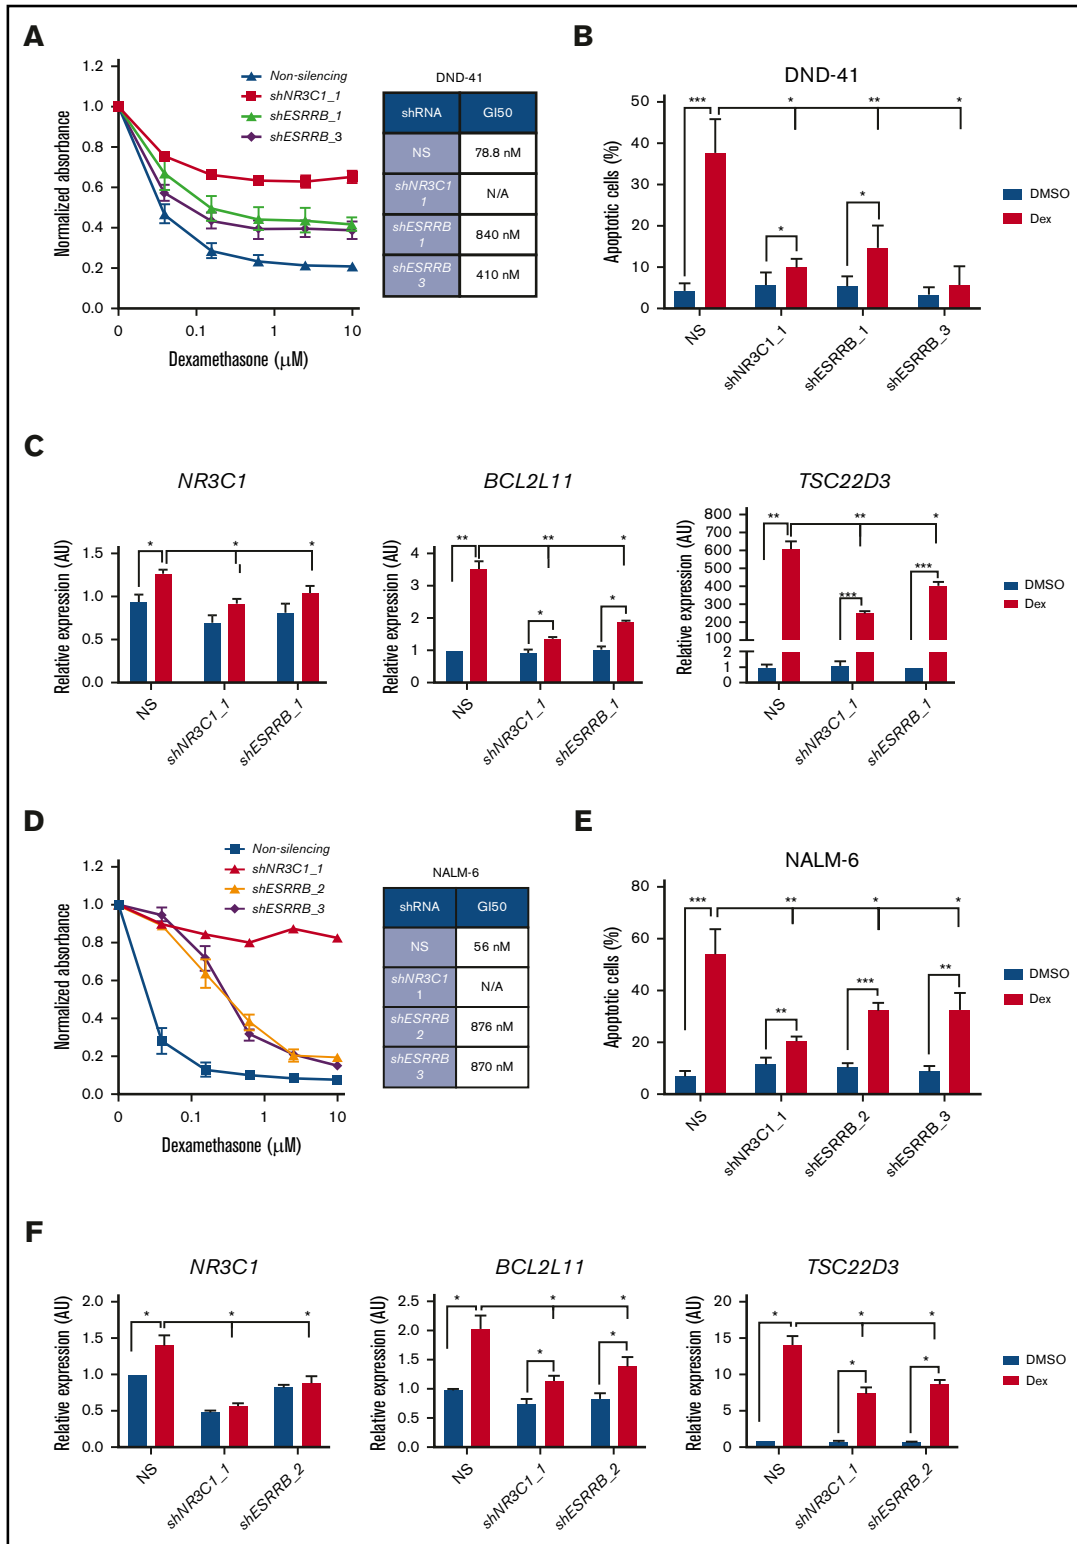 A
1.2
1.0
0.8
0.6
0.4
0.2
0.0
Normalized absorbance
0
0.1
1
10
Dexamethasone (μM)
Non-silencing
shNR3C1_1
shESRRB_1
shESRRB_3
DND-41
shRNA GI50
NS 78.8 nM
shNR3C1
1
N/A
shESRRB
1
840 nM
shESRRB
3
410 nM
B
DND-41
Apoptotic cells (%)
50
40
30
20
10
0
*** * ** *
* *
NS
shNR3C1_1
shESRRB_1
shESRRB_3
DMSO
Dex
C
NR3C1
Relative expression (AU)
1.5
1.0
0.5
0.0
* * *
NS
shNR3C1_1
shESRRB_1
BCL2L11
Relative expression (AU)
4
3
2
1
0
** ** *
* *
NS
shNR3C1_1
shESRRB_1
TSC22D3
Relative expression (AU)
800
700
600
500
400
300
200
100
2
1
0
** ** *
*** ***
NS
shNR3C1_1
shESRRB_1
DMSO
Dex
D
1.2
1.0
0.8
0.6
0.4
0.2
0.0
Normalized absorbance
0
0.1
1
10
Dexamethasone (μM)
Non-silencing
shNR3C1_1
shESRRB_2
shESRRB_3
NALM-6
shRNA GI50
NS 56 nM
shNR3C1
1
N/A
shESRRB
2
876 nM
shESRRB
3
870 nM
E
NALM-6
Apoptotic cells (%)
80
60
40
20
0
*** ** * *
** *** **
NS
shNR3C1_1
shESRRB_2
shESRRB_3
DMSO
Dex
F
NR3C1
Relative expression (AU)
2.0
1.5
1.0
0.5
0.0
* * *
NS
shNR3C1_1
shESRRB_2
BCL2L11
Relative expression (AU)
2.5
2.0
1.5
1.0
0.5
0.0
* * *
* *
NS
shNR3C1_1
shESRRB_2
TSC22D3
Relative expression (AU)
20
15
10
5
0
* * *
* *
NS
shNR3C1_1
shESRRB_2
DMSO
Dex